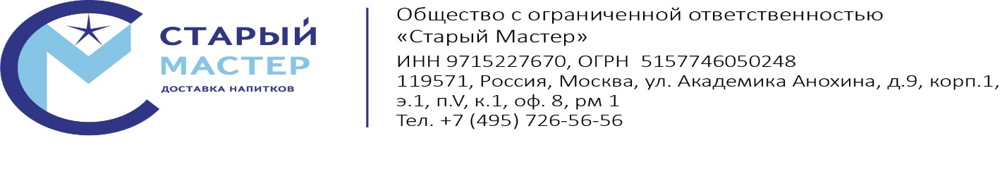 СТАРЫЙ
МАСТЕР
ДОСТАВКА НАПИТКОВ
Общество с ограниченной ответственностью
«Старый Мастер»
ИНН 9715227670, ОГРН 5157746050248
119571, Россия, Москва, ул. Академика Анохина, д.9, корп.1,
э.1, п.V, к.1, оф. 8, рм 1
Тел. +7 (495) 726-56-56